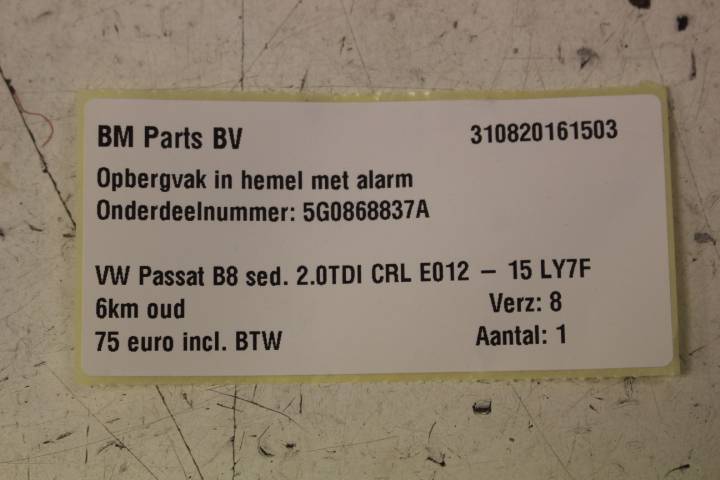 BM Parts BV 310820161503
Opbergvak in hemel met alarm
Onderdeelnummer: 5G0868837A
VW Passat B8 sed. 2.0TDI CRL E012 – 15 LY7F
6km oud Verz: 8
75 euro incl. BTW Aantal: 1